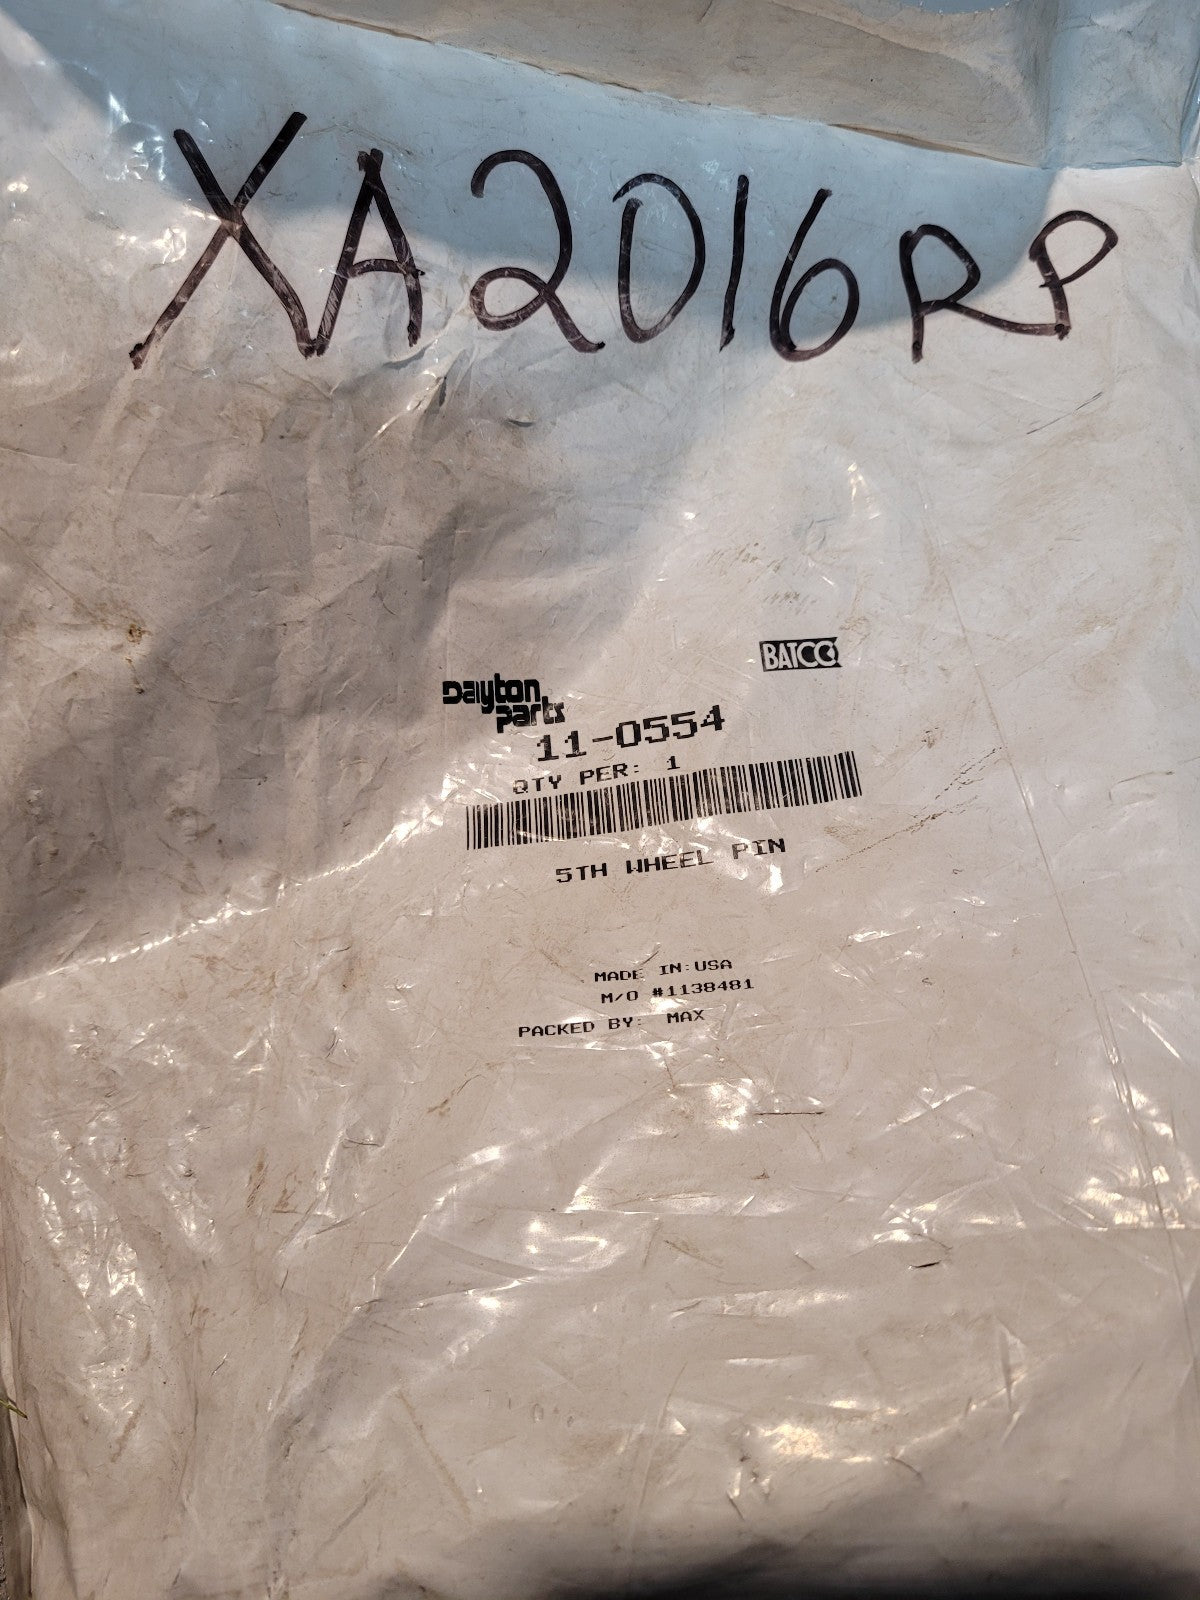 XA2016RP
BATCO
Dayton
Parts
11-0554
QTY PER: 1
5TH WHEEL PIN
MADE IN:USA
M/O #1138481
PACKED BY: MAX